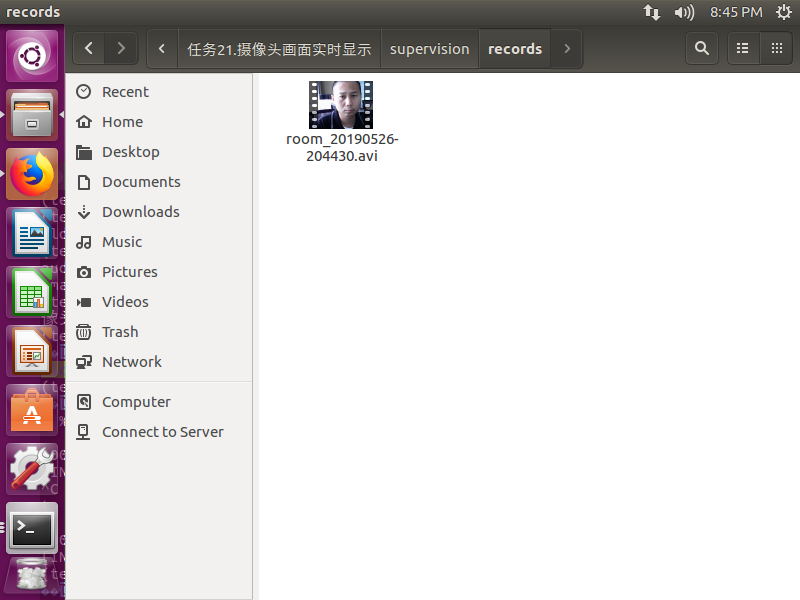 records
8:45 PM
任务21.摄像头画面实时显示
supervision
records
Recent
Home
Desktop
Documents
Downloads
Music
Pictures
Videos
Trash
Network
Computer
Connect to Server
room_20190526-
204430.avi